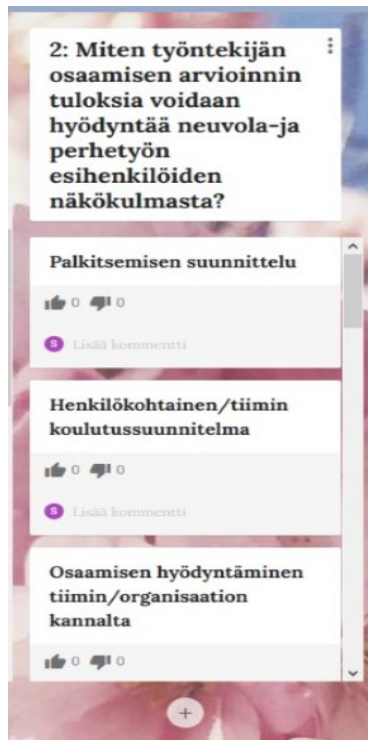 2: Miten työntekijän
osaamisen arvioinnin
tuloksia voidaan
hyödyntää neuvola-ja
perhetyön
esihenkilöiden
näkökulmasta?
Palkitsemisen suunnittelu
0 0
S Lisää kommentti
Henkilökohtainen/tiimin
koulutussuunnitelma
0 0
S Lisää kommentti
Osaamisen hyödyntäminen
tiimin/organisaation
kannalta
0 0
+